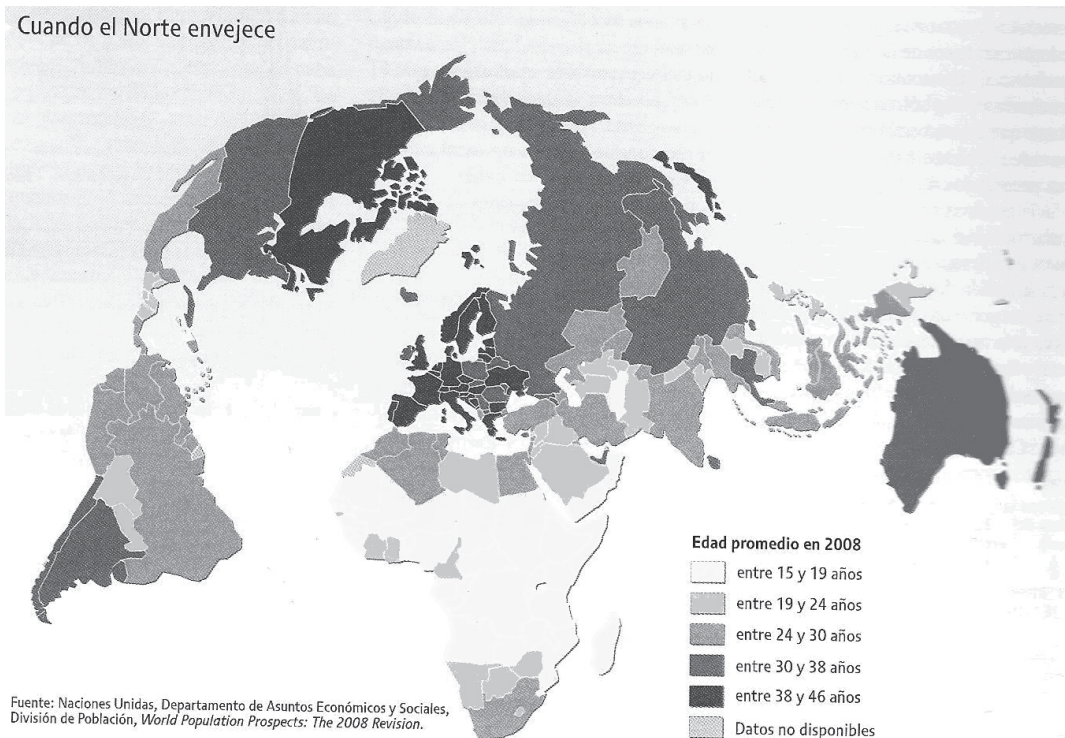 Cuando el Norte envejece
Edad promedio en 2008
entre 15 y 19 años
entre 19 y 24 años
entre 24 y 30 años
entre 30 y 38 años
entre 38 y 46 años
Datos no disponibles
Fuente: Naciones Unidas, Departamento de Asuntos Económicos y Sociales,
División de Población, World Population Prospects: The 2008 Revision.